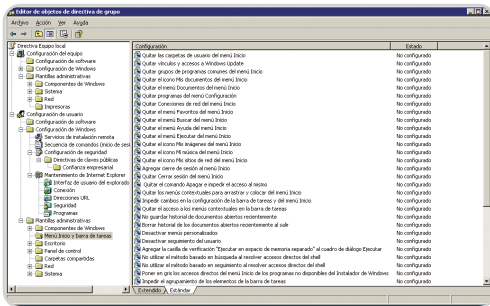 Editor de objetos de directiva de grupo
Archivo Acción Ver Ayuda
Directiva Equipo local
Configuración del equipo
Configuración de software
Configuración de Windows
Plantillas administrativas
Componentes de Windows
Sistema
Red
Impresoras
Configuración de usuario
Configuración de software
Configuración de Windows
Servicios de instalación remota
Secuencia de comandos (inicio de sesi
Configuración de seguridad
Directivas de claves públicas
Confianza empresarial
Mantenimiento de Internet Explorer
Interfaz de usuario del explorado
Conexión
Direcciones URL
Seguridad
Programas
Plantillas administrativas
Componentes de Windows
Menú Inicio y barra de tareas
Escritorio
Panel de control
Carpetas compartidas
Red
Sistema
Configuración Estado
Quitar las carpetas de usuario del menú Inicio No configurado
Quitar vínculos y accesos a Windows Update No configurado
Quitar grupos de programas comunes del menú Inicio No configurado
Quitar el icono Mis documentos del menú Inicio No configurado
Quitar el menú Documentos del menú Inicio No configurado
Quitar programas del menú Configuración No configurado
Quitar Conexiones de red del menú Inicio No configurado
Quitar el menú Favoritos del menú Inicio No configurado
Quitar el menú Buscar del menú Inicio No configurado
Quitar el menú Ayuda del menú Inicio No configurado
Quitar el menú Ejecutar del menú Inicio No configurado
Quitar el icono Mis imágenes del menú Inicio No configurado
Quitar el icono Mi música del menú Inicio No configurado
Quitar el icono Mis sitios de red del menú Inicio No configurado
Agregar cierre de sesión al menú Inicio No configurado
Quitar Cerrar sesión del menú Inicio No configurado
Quitar el comando Apagar e impedir el acceso al mismo No configurado
Quitar los menús contextuales para arrastrar y colocar del menú Inicio No configurado
Impedir cambios en la configuración de la barra de tareas y del menú Inicio No configurado
Quitar el acceso a los menús contextuales en la barra de tareas No configurado
No guardar historial de documentos abiertos recientemente No configurado
Borrar historial de los documentos abiertos recientemente al salir No configurado
Desactivar menús personalizados No configurado
Desactivar seguimiento del usuario No configurado
Agregar la casilla de verificación "Ejecutar en espacio de memoria separado" al cuadro de diálogo Ejecutar No configurado
No utilizar el método basado en búsqueda al resolver accesos directos del shell No configurado
No utilizar el método basado en seguimiento al resolver accesos directos del shell No configurado
Poner en gris los accesos directos del menú Inicio de los programas no disponibles del Instalador de Windows No configurado
Impedir el agrupamiento de los elementos de la barra de tareas No configurado
Extendido Estándar